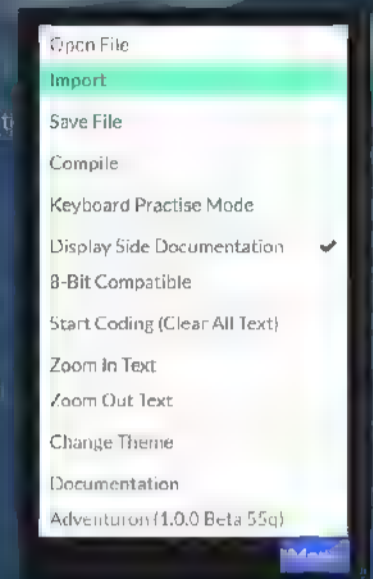 Open File
Import
Save File
Compile
Keyboard Practise Mode
Display Side Documentation
8-Bit Compatible
Start Coding (Clear All Text)
Zoom In Text
Zoom Out Text
Change Theme
Documentation
Adventuron (1.0.0 Beta 55q)